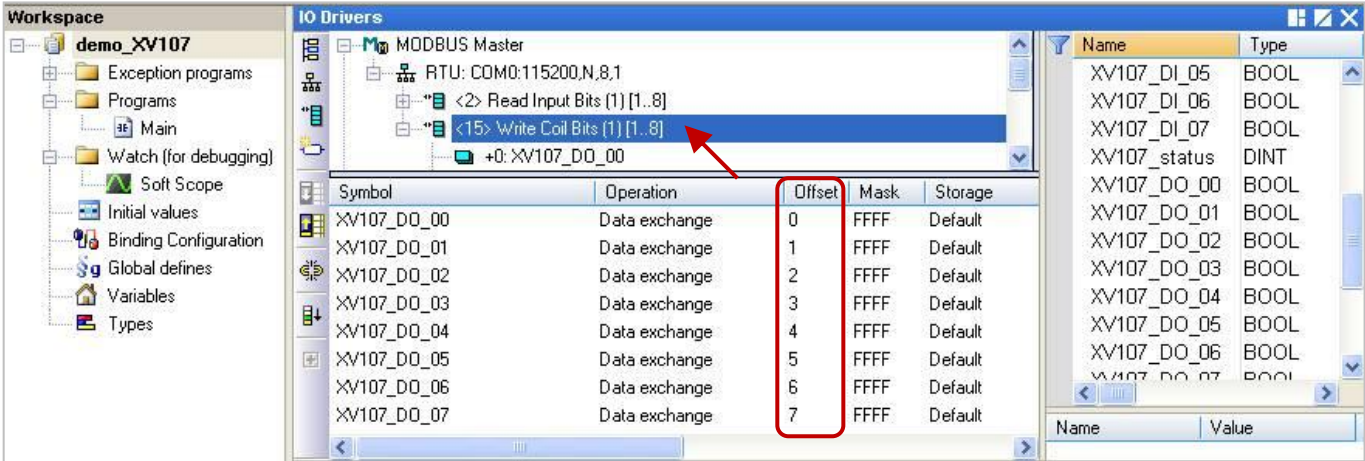 Workspace
demo_XV107
Exception programs
Programs
Main
Watch (for debugging)
Soft Scope
Initial values
Binding Configuration
Global defines
Variables
Types
IO Drivers
MODBUS Master
RTU: COM0:115200,N,8,1
<2> Read Input Bits (1) [1..8]
<15> Write Coil Bits (1) [1..8]
+0: XV107_DO_00
Symbol Operation Offset Mask Storage
XV107_DO_00 Data exchange 0 FFFF Default
XV107_DO_01 Data exchange 1 FFFF Default
XV107_DO_02 Data exchange 2 FFFF Default
XV107_DO_03 Data exchange 3 FFFF Default
XV107_DO_04 Data exchange 4 FFFF Default
XV107_DO_05 Data exchange 5 FFFF Default
XV107_DO_06 Data exchange 6 FFFF Default
XV107_DO_07 Data exchange 7 FFFF Default
Name Type
XV107_DI_05 BOOL
XV107_DI_06 BOOL
XV107_DI_07 BOOL
XV107_status DINT
XV107_DO_00 BOOL
XV107_DO_01 BOOL
XV107_DO_02 BOOL
XV107_DO_03 BOOL
XV107_DO_04 BOOL
XV107_DO_05 BOOL
XV107_DO_06 BOOL
XV107_DO_07 BOOL
Name Value